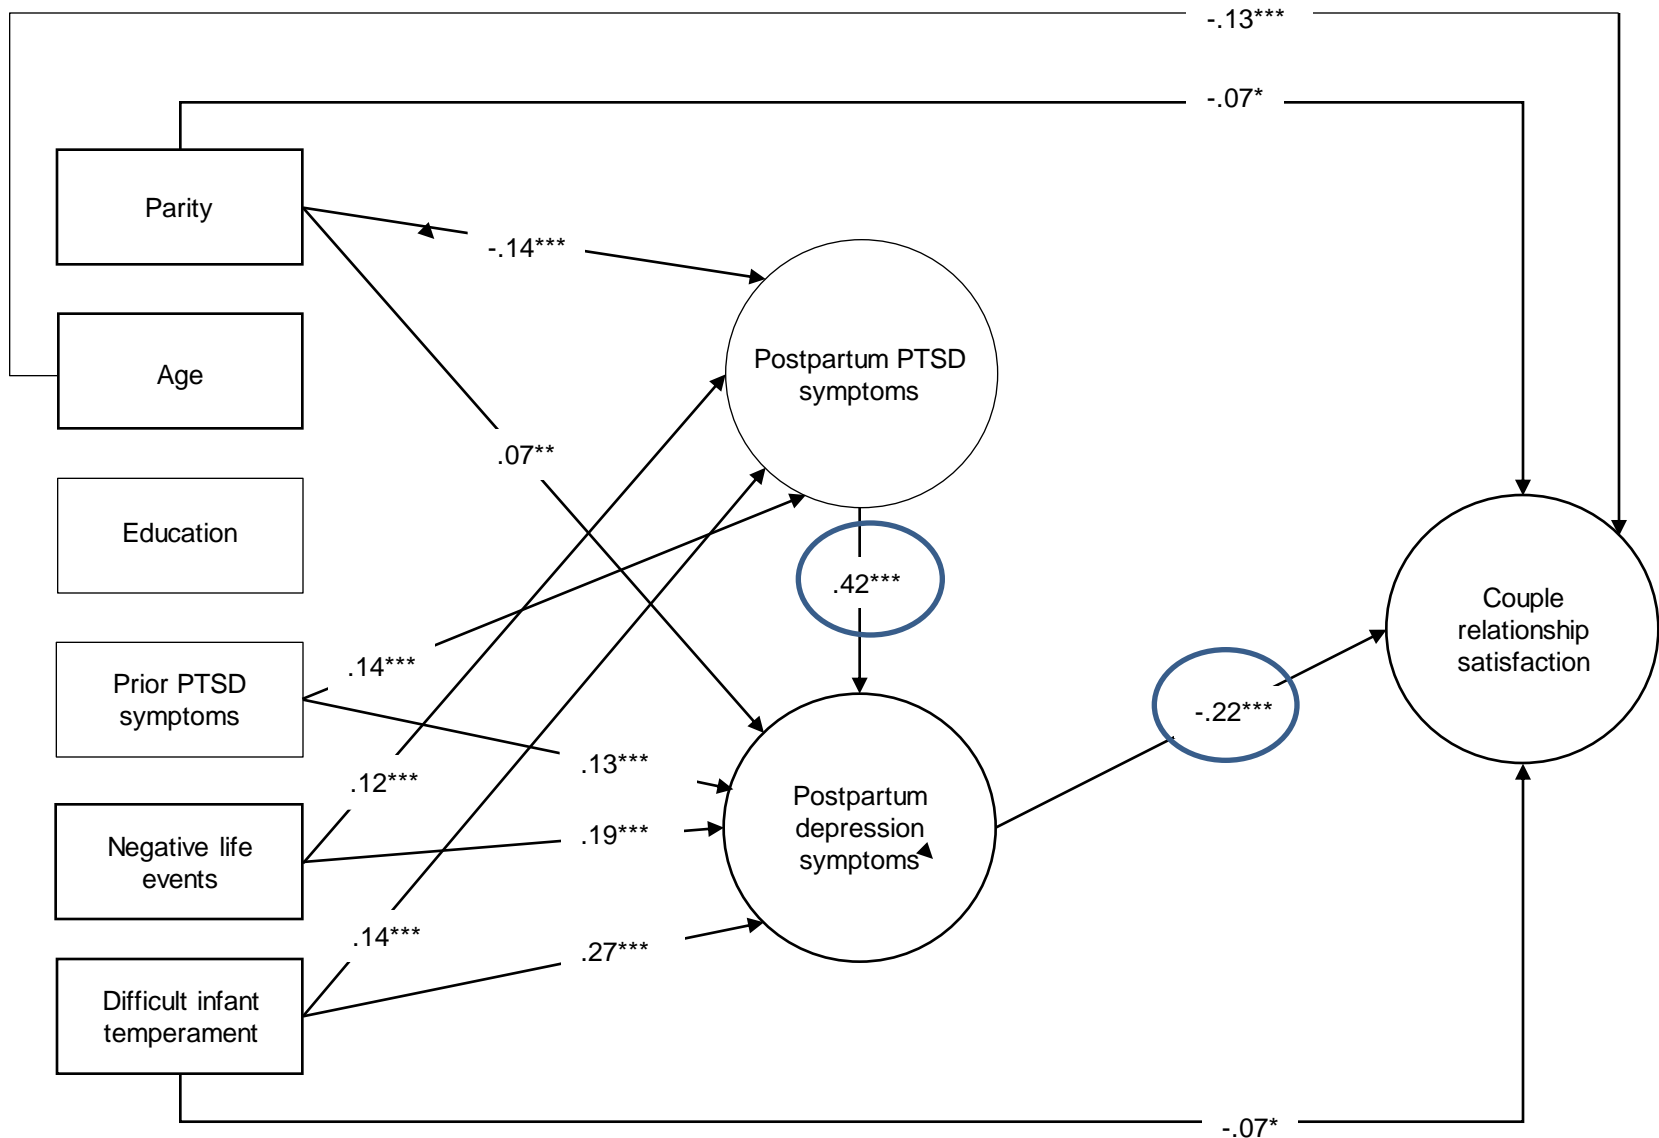 -.13***
-.07*
Parity
-.14***
Age
Postpartum PTSD
symptoms
.07**
Education
.42***
Couple
relationship
satisfaction
Prior PTSD
symptoms
.14***
-.22***
.13***
.12***
Postpartum
depression
symptoms
Negative life
events
.19***
.14***
.27***
Difficult infant
temperament
-.07*